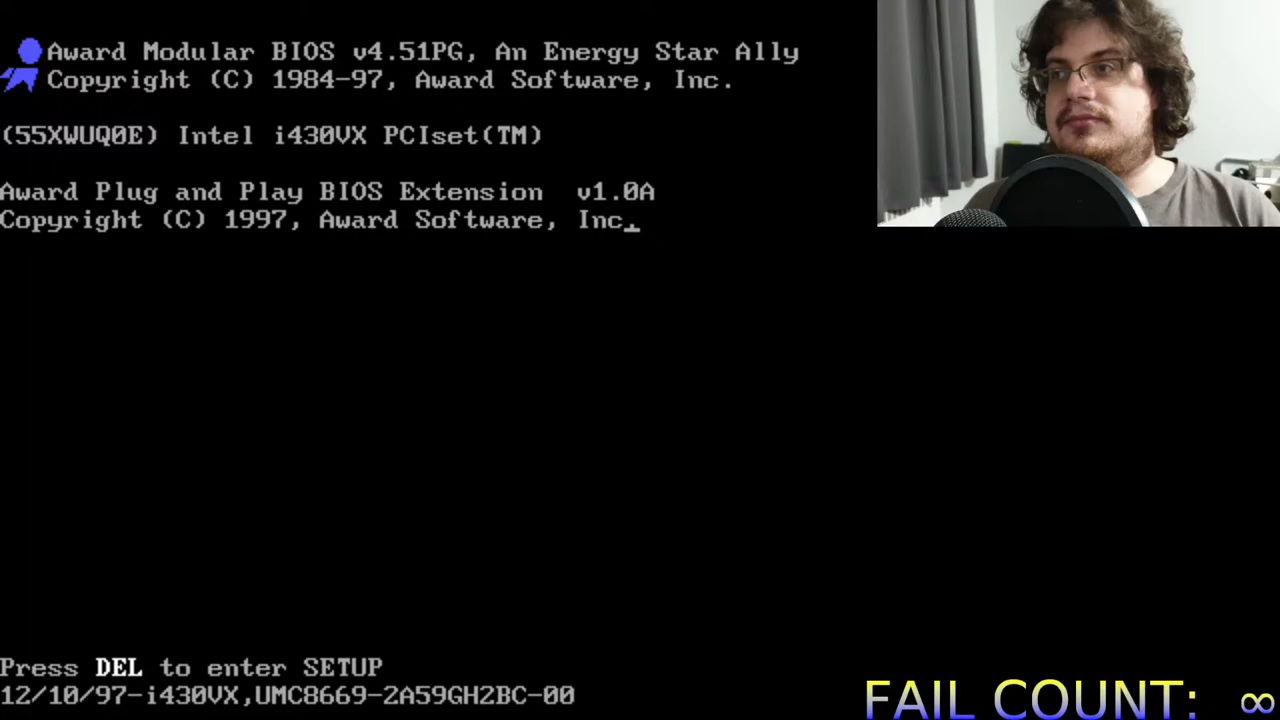 Award Modular BIOS v4.51PG, An Energy Star Ally
Copyright (C) 1984-97, Award Software, Inc.
(55XWUQ0E) Intel i430VX PCIset(TM)
Award Plug and Play BIOS Extension v1.0A
Copyright (C) 1997, Award Software, Inc_
Press DEL to enter SETUP
12/10/97-i430VX,UMC8669-2A59GH2BC-00
FAIL COUNT: ∞